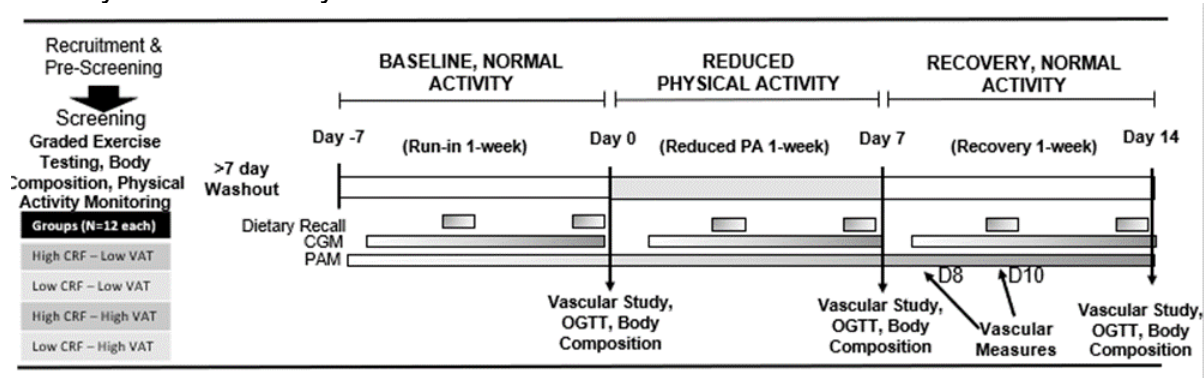 Recruitment &
Pre-Screening
Screening
Graded Exercise
Testing, Body
Composition, Physical
Activity Monitoring
Groups (N=12 each)
High CRF – Low VAT
Low CRF – Low VAT
High CRF – High VAT
Low CRF – High VAT
>7 day
Washout
BASELINE, NORMAL
ACTIVITY
REDUCED
PHYSICAL ACTIVITY
RECOVERY, NORMAL
ACTIVITY
Day -7
(Run-in 1-week)
Day 0
(Reduced PA 1-week)
Day 7
(Recovery 1-week)
Day 14
Dietary Recall
CGM
PAM
D8
D10
Vascular Study,
OGTT, Body
Composition
Vascular Study,
OGTT, Body
Composition
Vascular
Measures
Vascular Study,
OGTT, Body
Composition